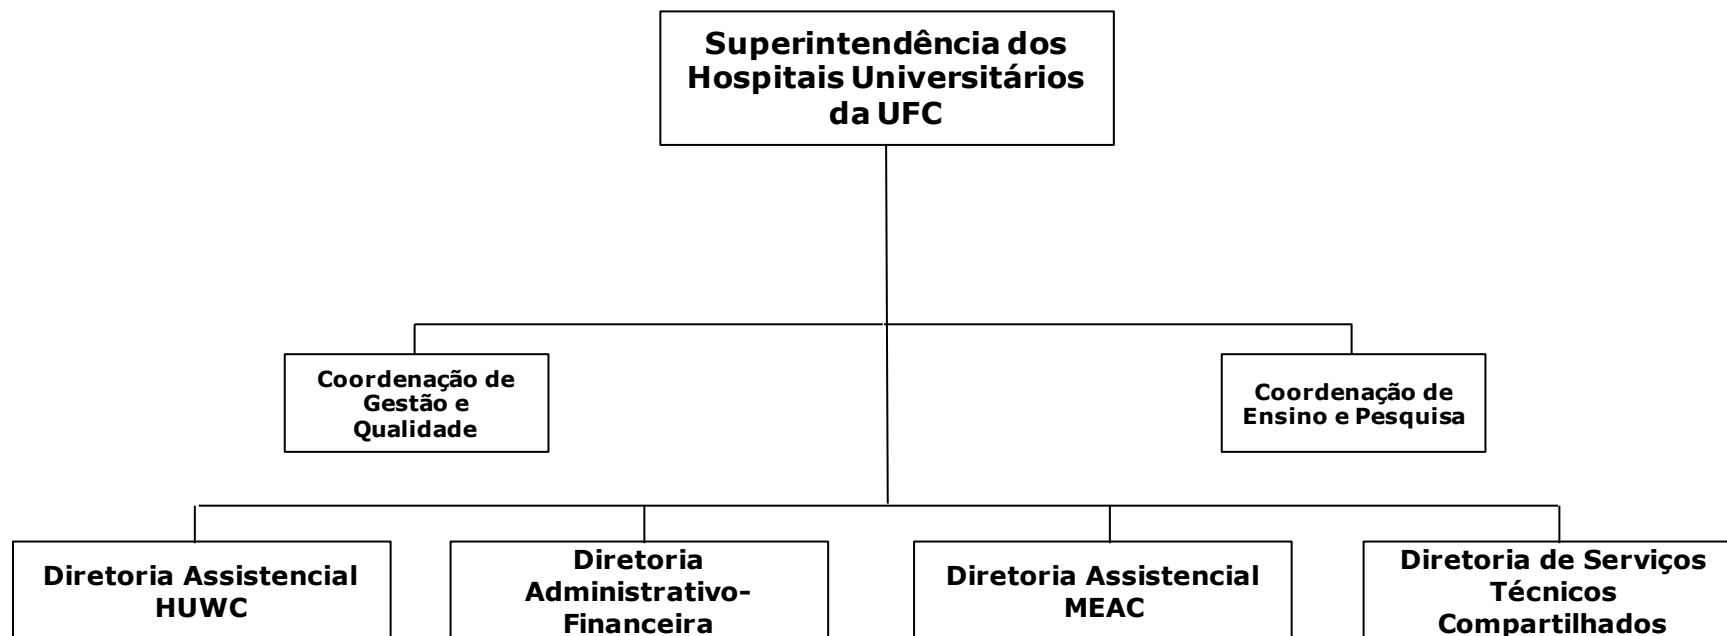 Superintendência dos
Hospitais Universitários
da UFC
Coordenação de
Gestão e
Qualidade
Coordenação de
Ensino e Pesquisa
Diretoria Assistencial
HUWC
Diretoria
Administrativo-
Financeira
Diretoria Assistencial
MEAC
Diretoria de Serviços
Técnicos
Compartilhados